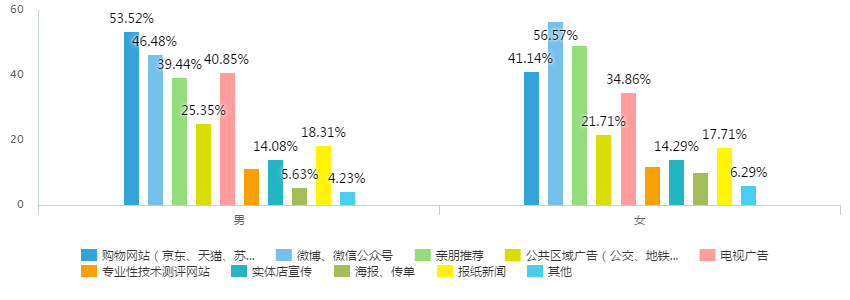 60
40
20
0
53.52%
46.48%
39.44%
25.35%
40.85%
14.08%
5.63%
18.31%
4.23%
男
41.14%
56.57%
21.71%
34.86%
14.29%
17.71%
6.29%
女
购物网站（京东、天猫、苏...
微博、微信公众号
亲朋推荐
公共区域广告（公交、地铁...
电视广告
专业性技术测评网站
实体店宣传
海报、传单
报纸新闻
其他